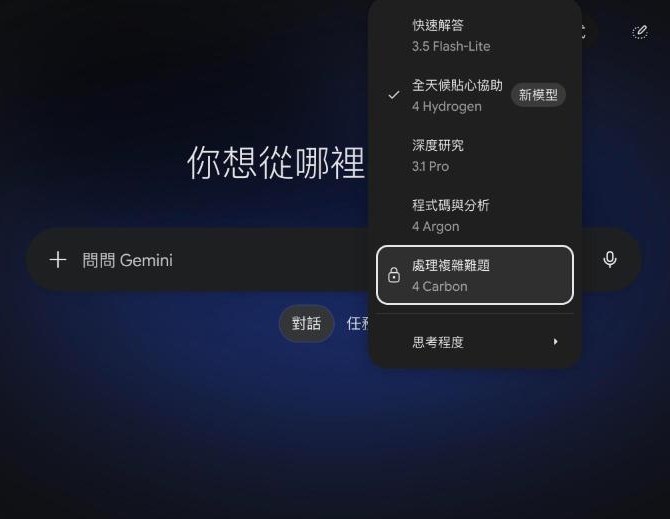 快速解答
3.5 Flash-Lite
全天候貼心協助
4 Hydrogen
新模型
深度研究
3.1 Pro
程式碼與分析
4 Argon
處理複雜難題
4 Carbon
思考程度
你想從哪裡
問問 Gemini
對話
任務